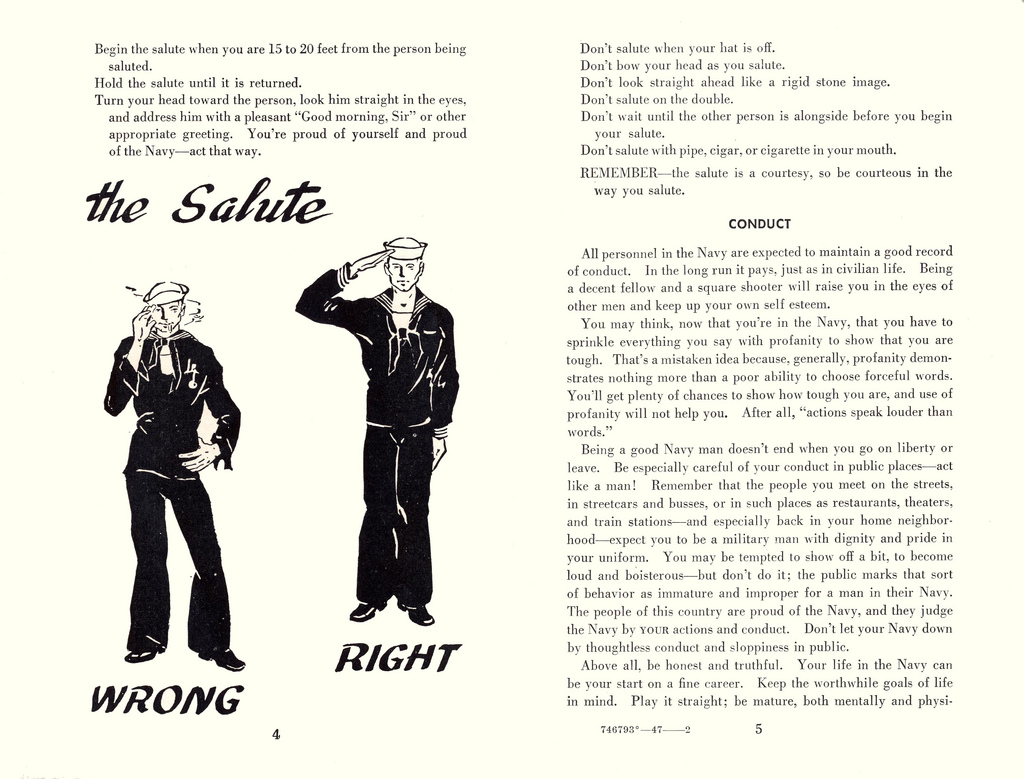 Begin the salute when you are 15 to 20 feet from the person being
saluted.
Hold the salute until it is returned.
Turn your head toward the person, look him straight in the eyes,
and address him with a pleasant “Good morning, Sir” or other
appropriate greeting. You're proud of yourself and proud
of the Navy—act that way.
the Salute
WRONG
RIGHT
4
Don't salute when your hat is off.
Don't bow your head as you salute.
Don't look straight ahead like a rigid stone image.
Don't salute on the double.
Don't wait until the other person is alongside before you begin
your salute.
Don't salute with pipe, cigar, or cigarette in your mouth.
REMEMBER—the salute is a courtesy, so be courteous in the
way you salute.
CONDUCT
All personnel in the Navy are expected to maintain a good record
of conduct. In the long run it pays, just as in civilian life. Being
a decent fellow and a square shooter will raise you in the eyes of
other men and keep up your own self esteem.
You may think, now that you're in the Navy, that you have to
sprinkle everything you say with profanity to show that you are
tough. That's a mistaken idea because, generally, profanity demon-
strates nothing more than a poor ability to choose forceful words.
You'll get plenty of chances to show how tough you are, and use of
profanity will not help you. After all, “actions speak louder than
words.”
Being a good Navy man doesn't end when you go on liberty or
leave. Be especially careful of your conduct in public places—act
like a man! Remember that the people you meet on the streets,
in streetcars and busses, or in such places as restaurants, theaters,
and train stations—and especially back in your home neighbor-
hood—expect you to be a military man with dignity and pride in
your uniform. You may be tempted to show off a bit, to become
loud and boisterous—but don't do it; the public marks that sort
of behavior as immature and improper for a man in their Navy.
The people of this country are proud of the Navy, and they judge
the Navy by YOUR actions and conduct. Don't let your Navy down
by thoughtless conduct and sloppiness in public.
Above all, be honest and truthful. Your life in the Navy can
be your start on a fine career. Keep the worthwhile goals of life
in mind. Play it straight; be mature, both mentally and physi-
746793°—47——2
5